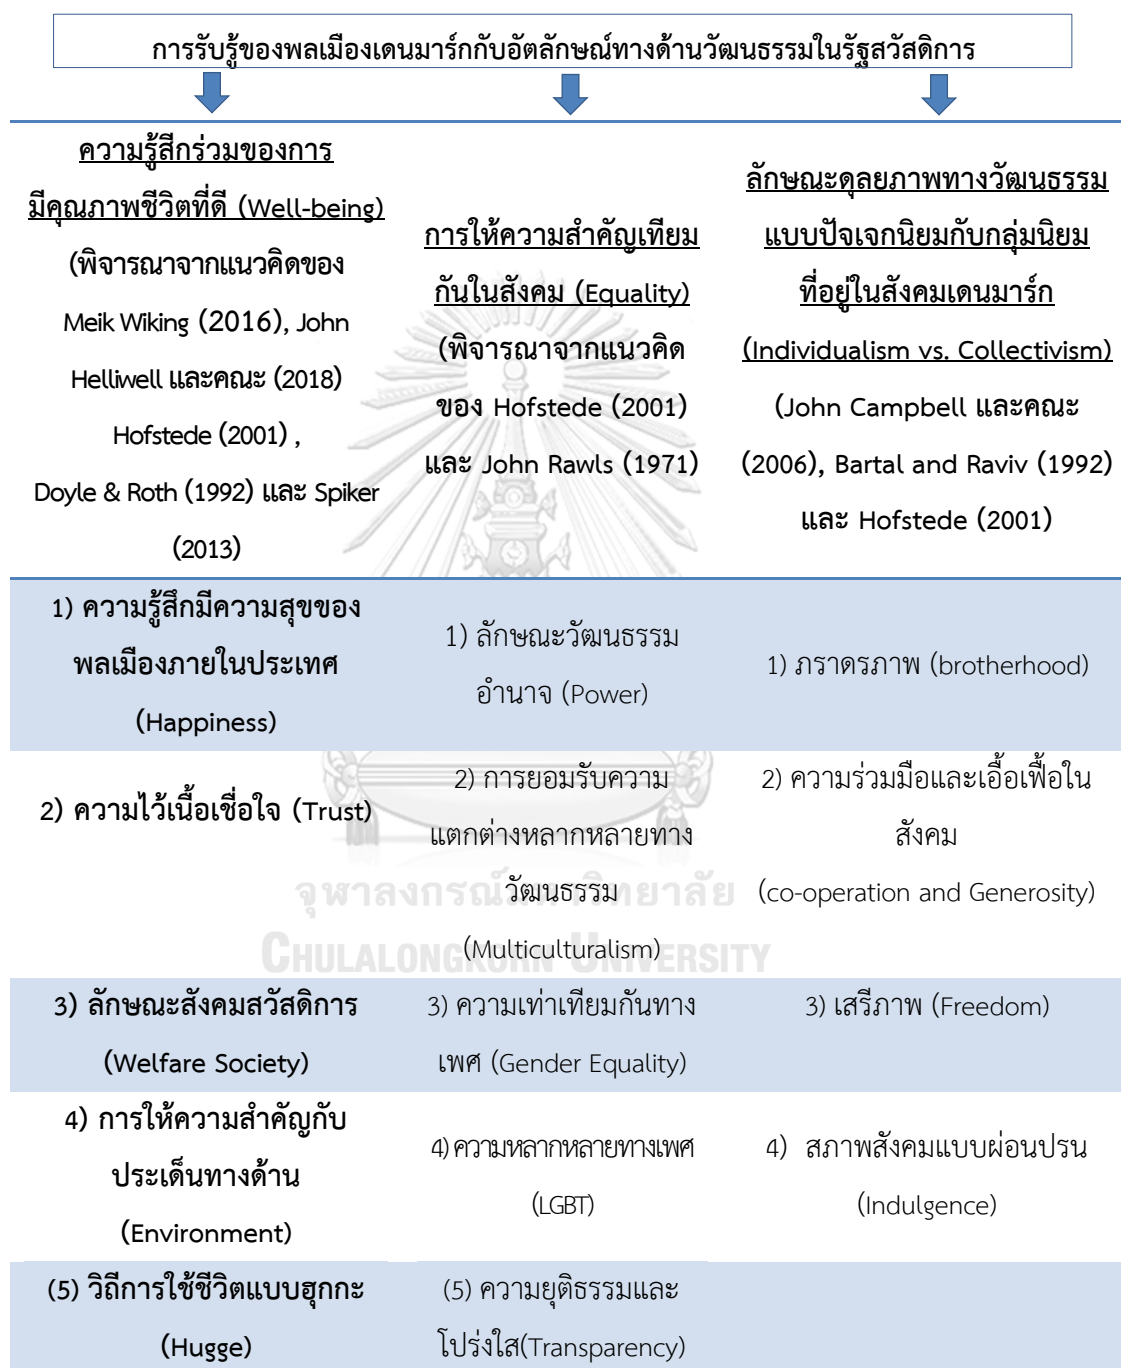 การรับรู้ของพลเมืองเดนมาร์กกับอัตลักษณ์ทางด้านวัฒนธรรมในรัฐสวัสดิการ
ความรู้สึกร่วมของการ
มีคุณภาพชีวิตที่ดี (Well-being)
(พิจารณาจากแนวคิดของ
Meik Wiking (2016), John
Helliwell และคณะ (2018)
Hofstede (2001) ,
Doyle & Roth (1992) และ Spiker
(2013)
การให้ความสำคัญเทียม
กันในสังคม (Equality)
(พิจารณาจากแนวคิด
ของ Hofstede (2001)
และ John Rawls (1971)
ลักษณะดุลยภาพทางวัฒนธรรม
แบบปัจเจกนิยมกับกลุ่มนิยม
ที่อยู่ในสังคมเดนมาร์ก
(Individualism vs. Collectivism)
(John Campbell และคณะ
(2006), Bartal and Raviv (1992)
และ Hofstede (2001)
1) ความรู้สึกมีความสุขของ
พลเมืองภายในประเทศ
(Happiness)
1) ลักษณะวัฒนธรรม
อำนาจ (Power)
1) ภราดรภาพ (brotherhood)
2) ความไว้เนื้อเชื่อใจ (Trust)
2) การยอมรับความ
แตกต่างหลากหลายทาง
วัฒนธรรม
(Multiculturalism)
2) ความร่วมมือและเอื้อเฟื้อใน
สังคม
(co-operation and Generosity)
จุฬาลงกรณ์มหาวิทยาลัย
CHULALONGKORN UNIVERSITY
3) ลักษณะสังคมสวัสดิการ
(Welfare Society)
3) ความเท่าเทียมกันทาง
เพศ (Gender Equality)
3) เสรีภาพ (Freedom)
4) การให้ความสำคัญกับ
ประเด็นทางด้าน
(Environment)
4) ความหลากหลายทางเพศ
(LGBT)
4) สภาพสังคมแบบผ่อนปรน
(Indulgence)
(5) วิถีการใช้ชีวิตแบบฮุกกะ
(Hugge)
(5) ความยุติธรรมและ
โปร่งใส(Transparency)